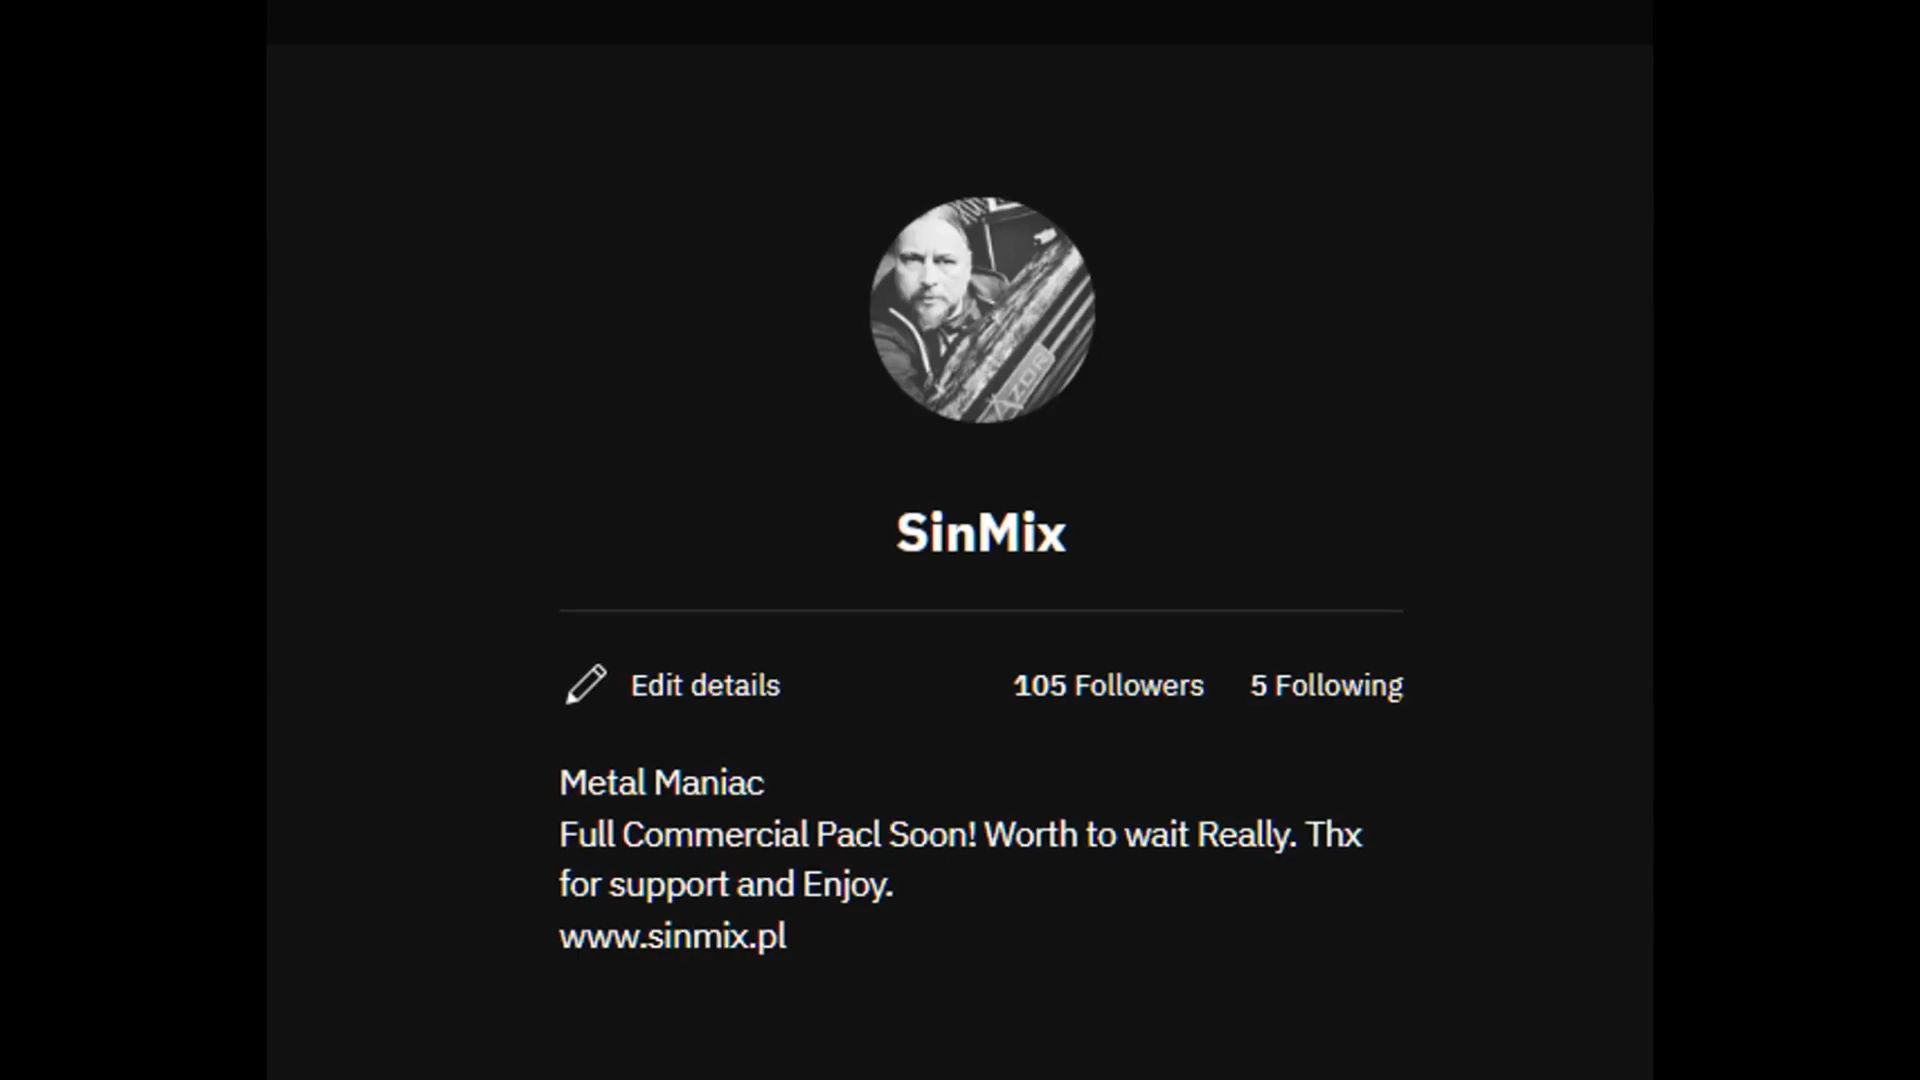 AZOR
SinMix
Edit details
105 Followers
5 Following
Metal Maniac
Full Commercial Pacl Soon! Worth to wait Really. Thx
for support and Enjoy.
www.sinmix.pl